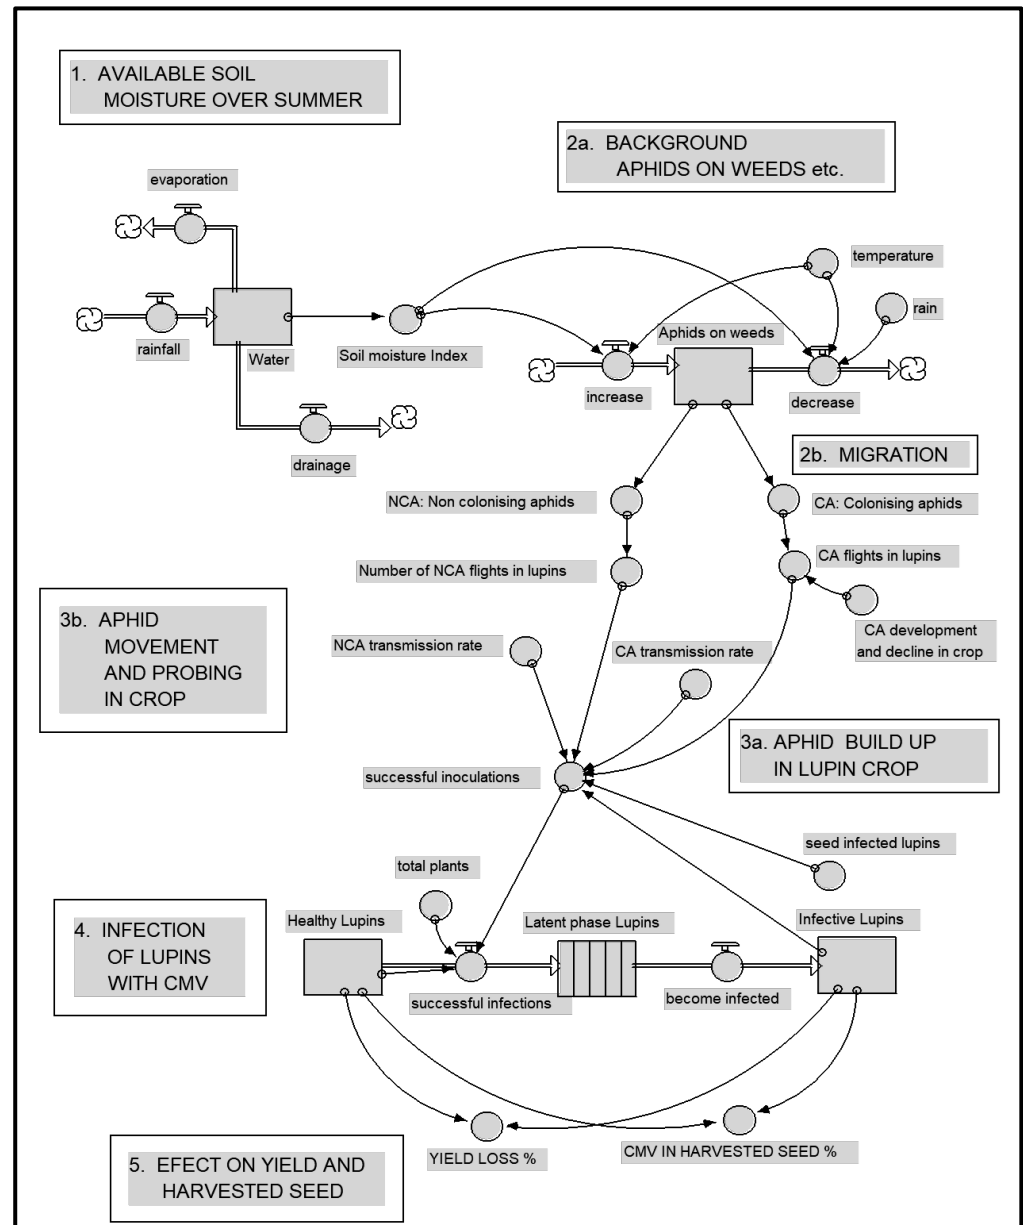 1. AVAILABLE SOIL
MOISTURE OVER SUMMER
2a. BACKGROUND
APHIDS ON WEEDS etc.
evaporation
temperature
rain
rainfall
Water
Soil moisture Index
Aphids on weeds
increase
decrease
drainage
2b. MIGRATION
NCA: Non colonising aphids
CA: Colonising aphids
Number of NCA flights in lupins
CA flights in lupins
3b. APHID
MOVEMENT
AND PROBING
IN CROP
NCA transmission rate
CA transmission rate
CA development
and decline in crop
3a. APHID BUILD UP
IN LUPIN CROP
successful inoculations
seed infected lupins
total plants
4. INFECTION
OF LUPINS
WITH CMV
Healthy Lupins
Latent phase Lupins
Infective Lupins
successful infections
become infected
YIELD LOSS %
CMV IN HARVESTED SEED %
5. EFECT ON YIELD AND
HARVESTED SEED